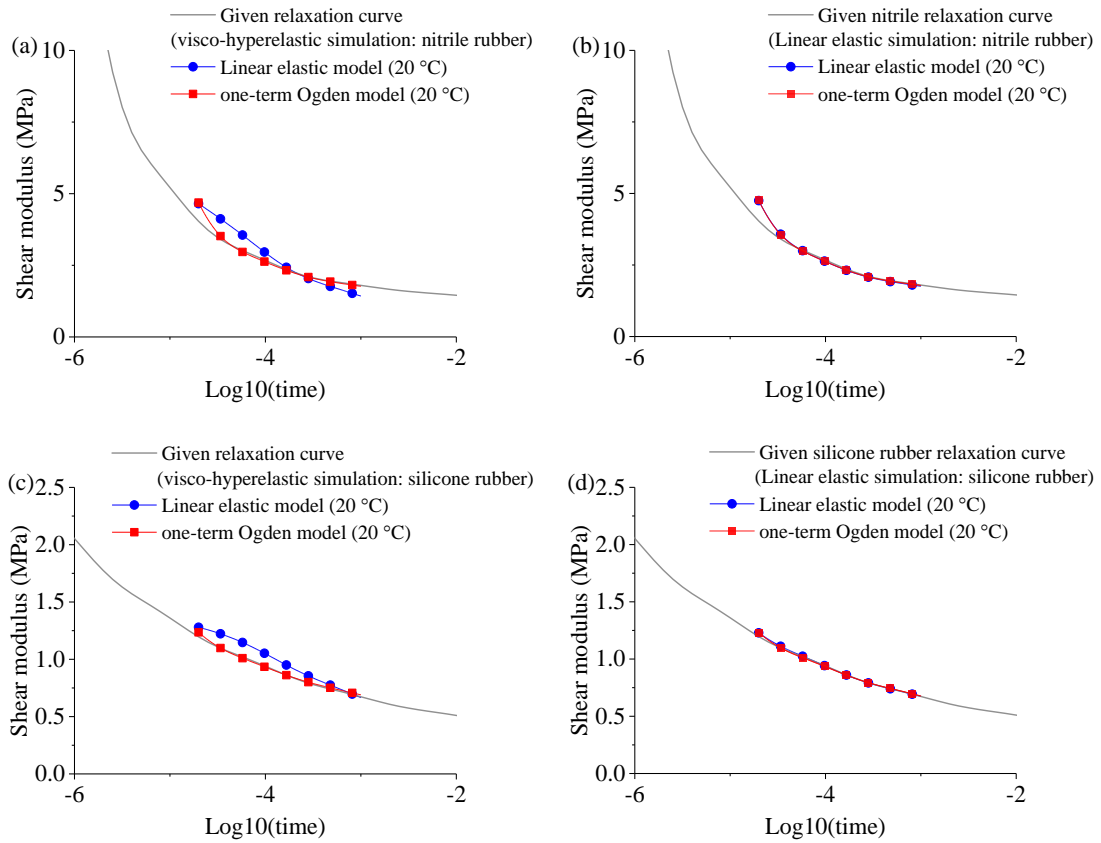 (a)
Given relaxation curve
(visco-hyperelastic simulation: nitrile rubber)
Linear elastic model (20 °C)
one-term Ogden model (20 °C)
10
5
0
Shear modulus (MPa)
-6
-4
-2
Log10(time)
(b)
Given nitrile relaxation curve
(Linear elastic simulation: nitrile rubber)
Linear elastic model (20 °C)
one-term Ogden model (20 °C)
10
5
0
Shear modulus (MPa)
-6
-4
-2
Log10(time)
(c)
Given relaxation curve
(visco-hyperelastic simulation: silicone rubber)
Linear elastic model (20 °C)
one-term Ogden model (20 °C)
2.5
2.0
1.5
1.0
0.5
0.0
Shear modulus (MPa)
-6
-4
-2
Log10(time)
(d)
Given silicone rubber relaxation curve
(Linear elastic simulation: silicone rubber)
Linear elastic model (20 °C)
one-term Ogden model (20 °C)
2.5
2.0
1.5
1.0
0.5
0.0
Shear modulus (MPa)
-6
-4
-2
Log10(time)